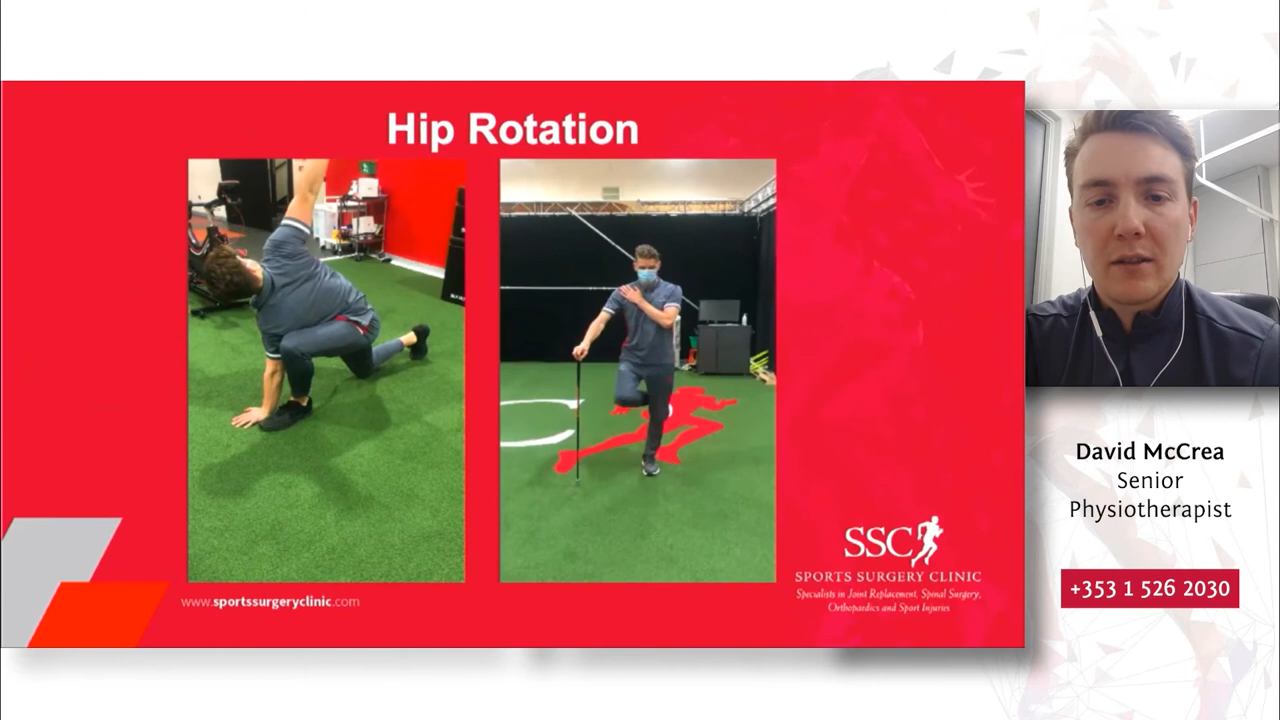 Hip Rotation
SSC
SPORTS SURGERY CLINIC
Specialists in Joint Replacement, Spinal Surgery,
Orthopaedics and Sport Injuries
www.sportssurgeryclinic.com
David McCrea
Senior
Physiotherapist
+353 1 526 2030